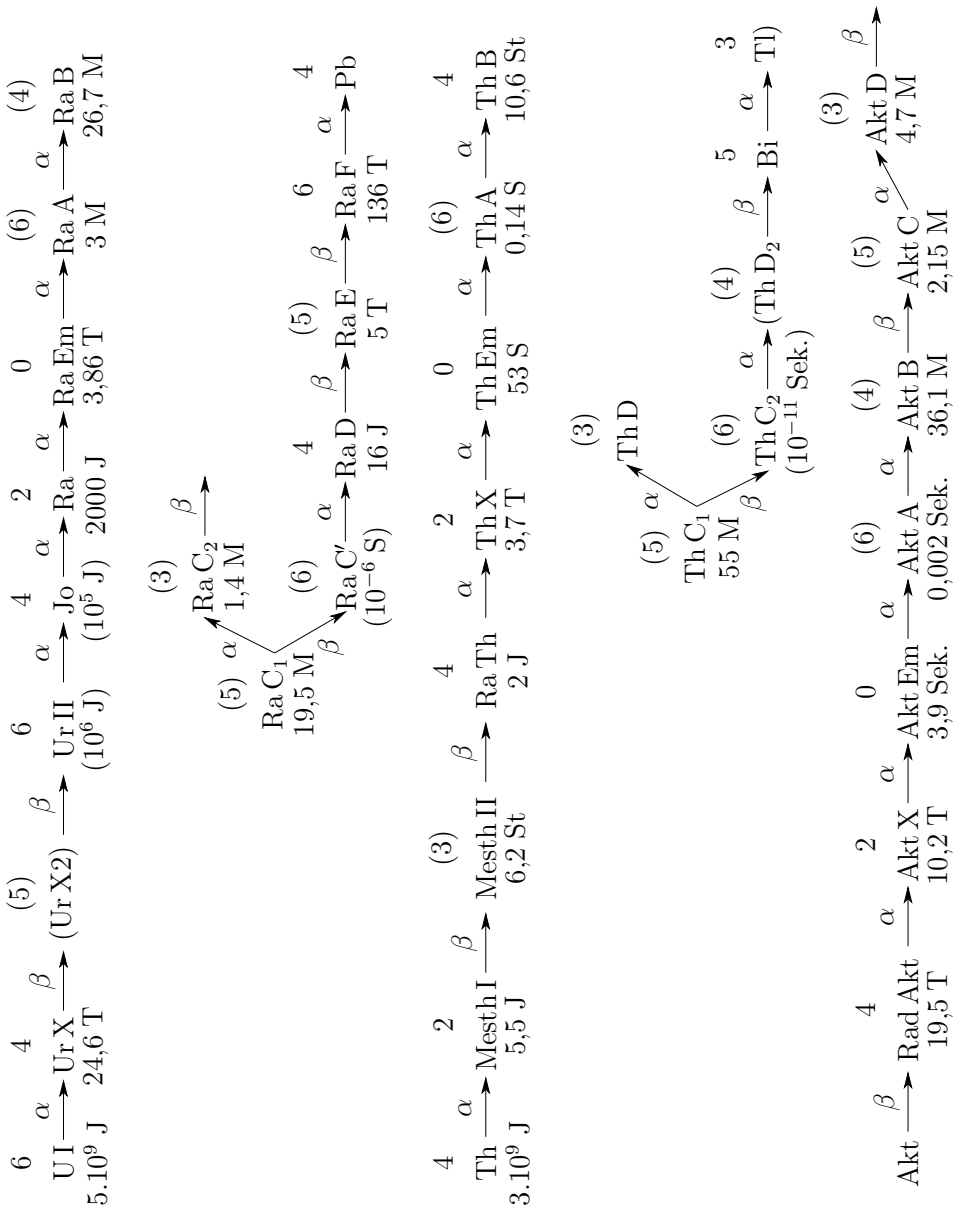 6 4 (5) 6 4 2 0 (6) (4)
U I α Ur X β (Ur X2) β Ur II α Jo α Ra α Ra Em α Ra A α Ra B
5.10⁹ J 24,6 T (10⁶ J) (10⁵ J) 2000 J 3,86 T 3 M 26,7 M
(3)
Ra C₂ β
1,4 M
(5) α
Ra C₁
19,5 M
β
(6) 4 (5) 6 4
Ra C′ α Ra D β Ra E β Ra F α Pb
(10⁻⁶ S) 16 J 5 T 136 T
4 2 (3) 4 2 0 (6) 4
Th α Mesth I β Mesth II β Ra Th α Th X α Th Em α Th A α Th B
3.10⁹ J 5,5 J 6,2 St 2 J 3,7 T 53 S 0,14 S 10,6 St
(3)
Th D
(5) α
Th C₁
55 M
β
(6) (4) 5 3
Th C₂ α (Th D₂ β Bi α Tl)
(10⁻¹¹ Sek.)
(3)
Akt D β
4,7 M
4 2 0 (6) (4) (5)
Akt β Rad Akt α Akt X α Akt Em α Akt A α Akt B β Akt C α
19,5 T 10,2 T 3,9 Sek. 0,002 Sek. 36,1 M 2,15 M